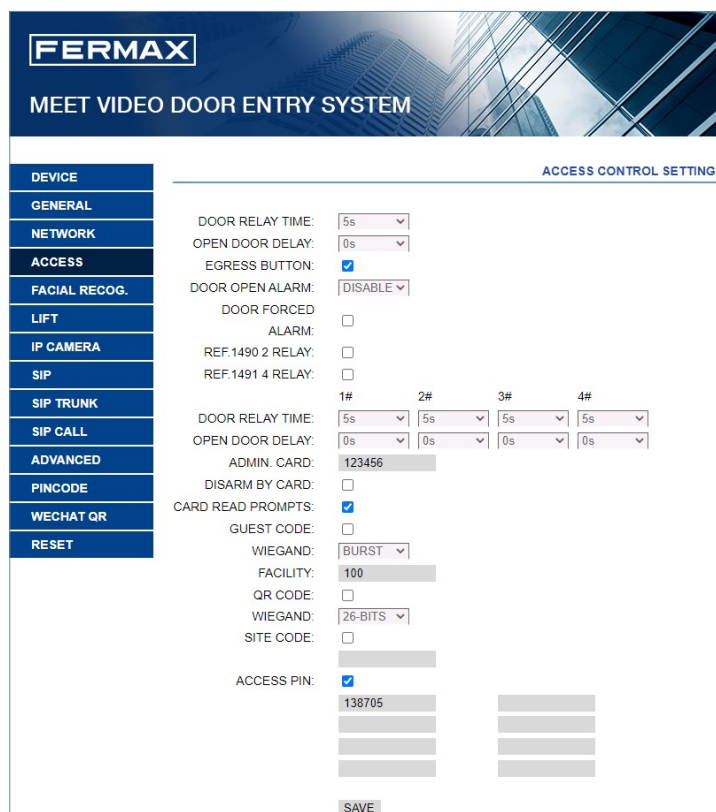 FERMAX
MEET VIDEO DOOR ENTRY SYSTEM
ACCESS CONTROL SETTING
DEVICE
GENERAL
NETWORK
ACCESS
FACIAL RECOG.
LIFT
IP CAMERA
SIP
SIP TRUNK
SIP CALL
ADVANCED
PINCODE
WECHAT QR
RESET
DOOR RELAY TIME: 5s
OPEN DOOR DELAY: 0s
EGRESS BUTTON:
DOOR OPEN ALARM: DISABLE
DOOR FORCED
ALARM:
REF.1490 2 RELAY:
REF.1491 4 RELAY:
1# 2# 3# 4#
DOOR RELAY TIME: 5s 5s 5s 5s
OPEN DOOR DELAY: 0s 0s 0s 0s
ADMIN. CARD: 123456
DISARM BY CARD:
CARD READ PROMPTS:
GUEST CODE:
WIEGAND: BURST
FACILITY: 100
QR CODE:
WIEGAND: 26-BITS
SITE CODE:
ACCESS PIN:
138705
SAVE